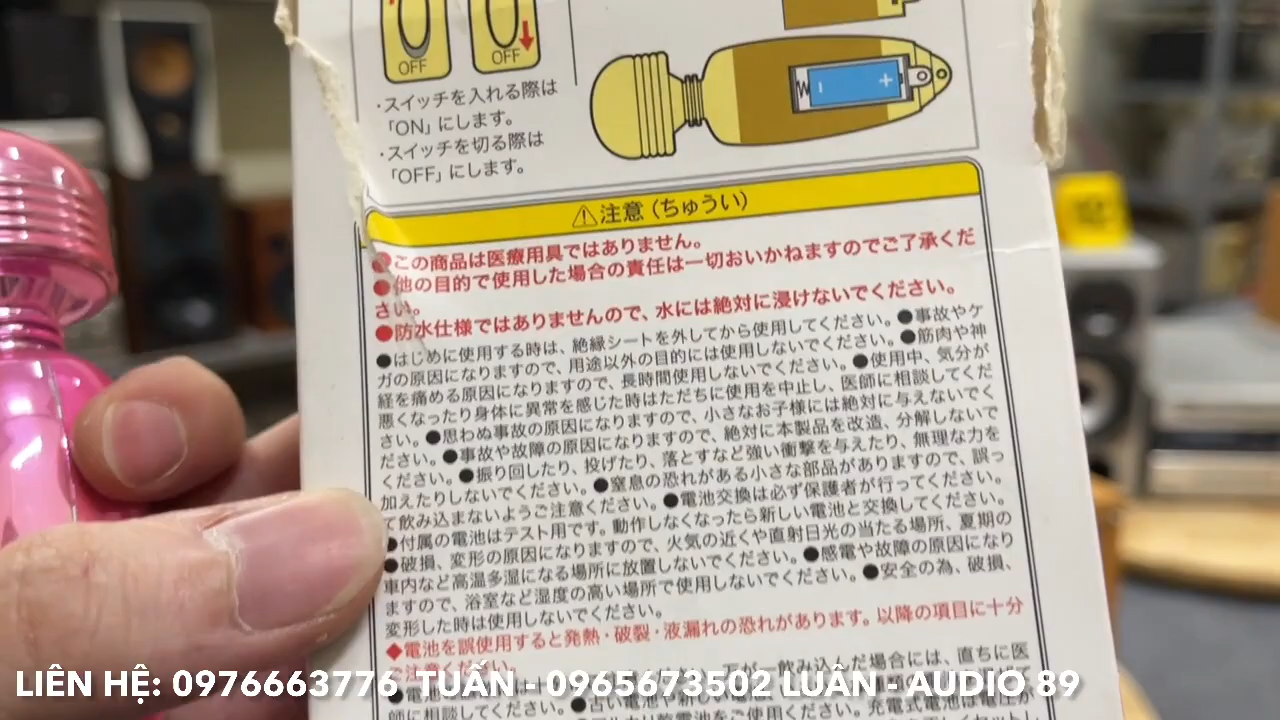 OFF
OFF
・スイッチを入れる際は
「ON」にします。
・スイッチを切る際は
「OFF」にします。
注意(ちゅうい)
●この商品は医療用具ではありません。
●他の目的で使用した場合の責任は一切おいかねますのでご了承くだ
さい。
●防水仕様ではありませんので、水には絶対に浸けないでください。
●はじめに使用する時は、絶縁シートを外してから使用してください。●事故やケ
ガの原因になりますので、用途以外の目的には使用しないでください。●筋肉や神
経を痛める原因になりますので、長時間使用しないでください。●使用中、気分が
悪くなったり身体に異常を感じた時はただちに使用を中止し、医師に相談してくだ
さい。●思わぬ事故の原因になりますので、小さなお子様には絶対に与えないでく
ださい。●事故や故障の原因になりますので、絶対に本製品を改造、分解しないで
ください。●振り回したり、投げたり、落とすなど強い衝撃を与えたり、無理な力を
加えたりしないでください。●窒息の恐れがある小さな部品がありますので、誤っ
て飲み込まないようご注意ください。●電池交換は必ず保護者が行ってください。
●付属の電池はテスト用です。動作しなくなったら新しい電池と交換してください。
●破損、変形の原因になりますので、火気の近くや直射日光の当たる場所、夏期の
車内など高温多湿になる場所に放置しないでください。●感電や故障の原因になり
ますので、浴室など湿度の高い場所で使用しないでください。●安全の為、破損、
変形した時は使用しないでください。
◆電池を誤使用すると発熱・破裂・液漏れの恐れがあります。以降の項目に十分
ご注意ください。
LIÊN HỆ: 0976663776 TUẤN - 0965673502 LUÂN - AUDIO 89